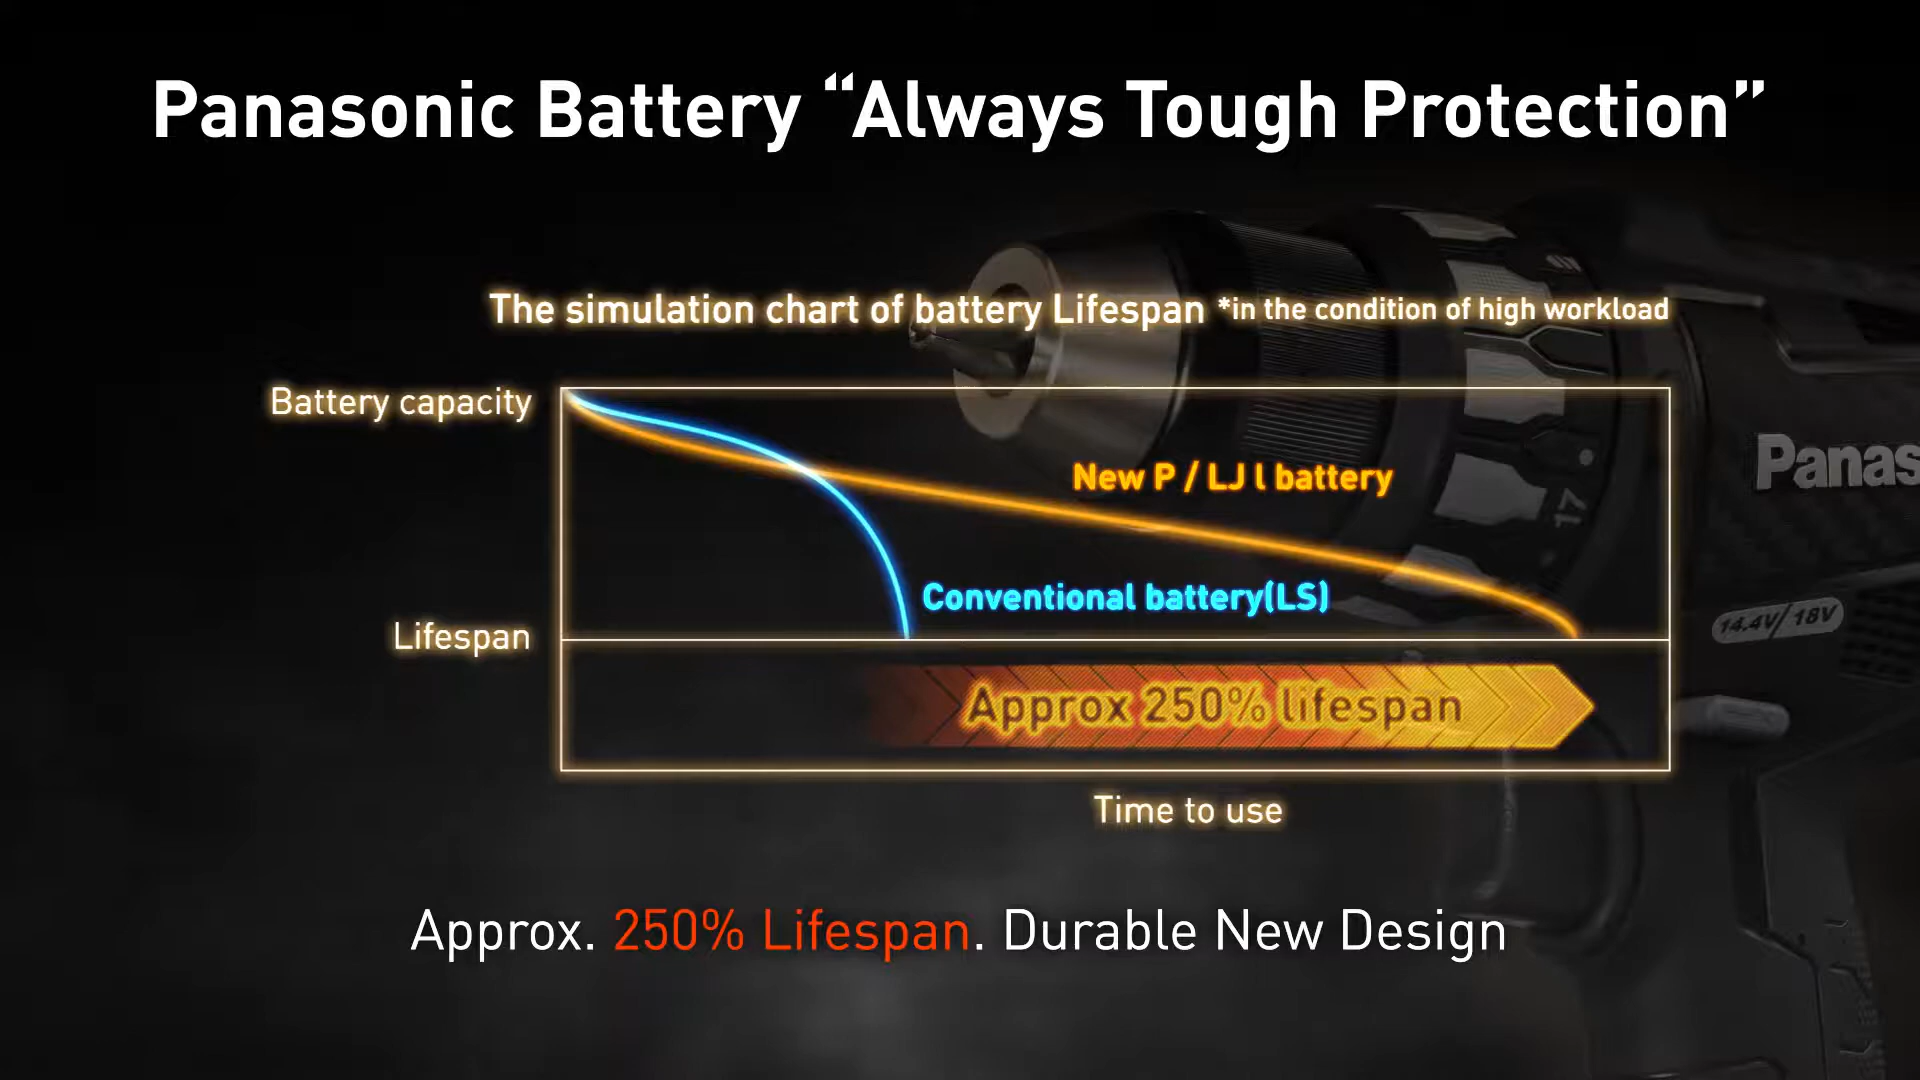 Panasonic Battery “Always Tough Protection”
The simulation chart of battery Lifespan *in the condition of high workload
Battery capacity
New P / LJ l battery
Panas
17
Conventional battery(LS)
14.4V/ 18V
Lifespan
Approx 250% lifespan
Time to use
Approx. 250% Lifespan. Durable New Design